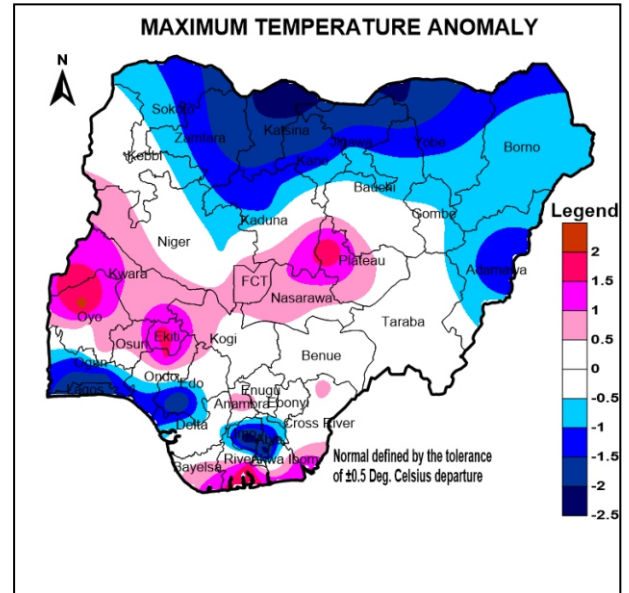 MAXIMUM TEMPERATURE ANOMALY
N
Sokoto
Zamfara
Katsina
Jigawa
Yobe
Borno
Kebbi
Kano
Bauchi
Gombe
Kaduna
Niger
Plateau
Adamawa
Kwara
FCT
Nasarawa
Oyo
Taraba
Osun
Ekiti
Kogi
Benue
Ogun
Ondo
Edo
Lagos
Enugu
Anambra
Ebonyi
Delta
Cross River
Imo
Abia
Bayelsa
Rivers
Akwa Ibom
Normal defined by the tolerance
of ±0.5 Deg. Celsius departure
Legend
2
1.5
1
0.5
0
-0.5
-1
-1.5
-2
-2.5